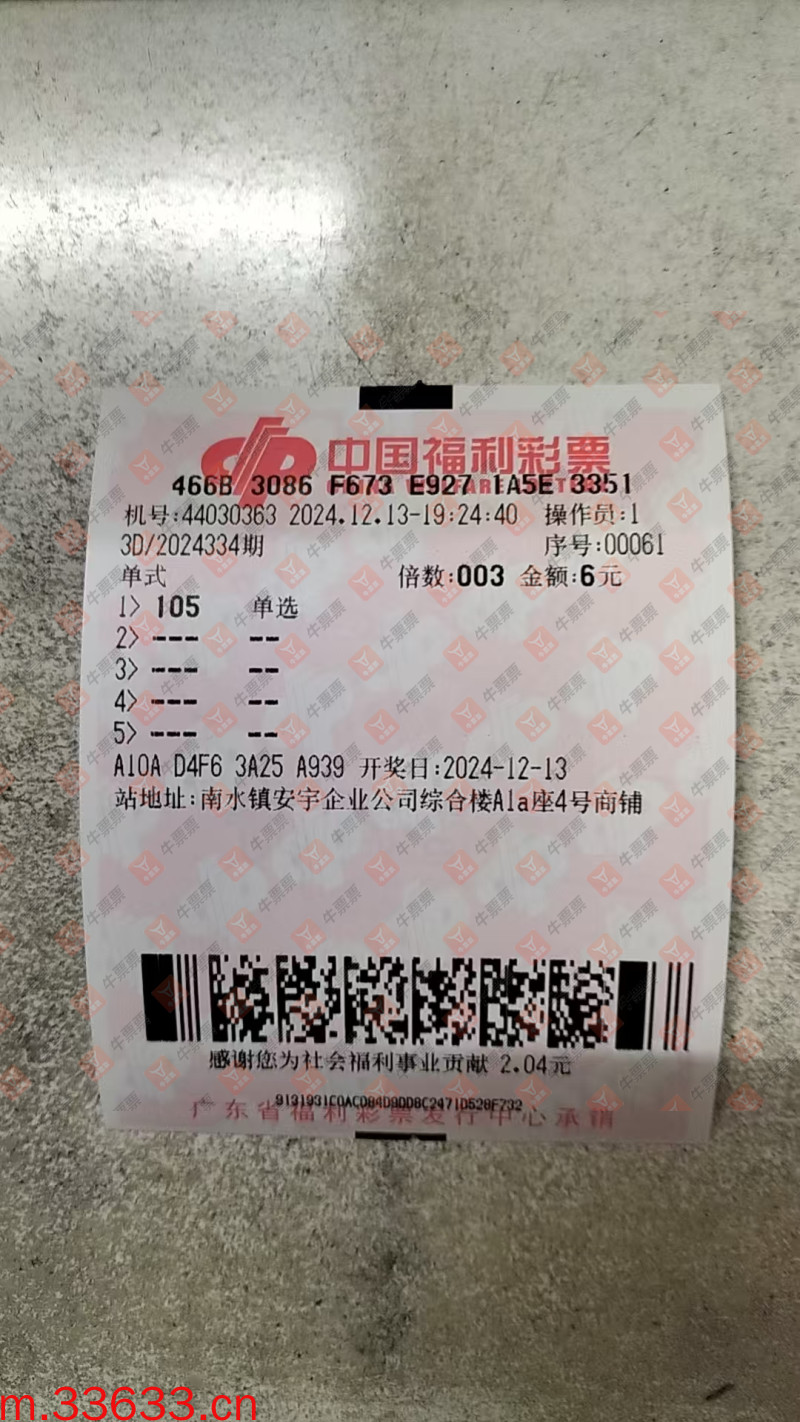 中国福利彩票
466B 3086 F673 E927 1A5E 3351
机号:44030363 2024.12.13-19:24:40 操作员:1
3D/2024334期 序号:00061
单式 倍数:003 金额:6元
1> 105 单选
2> --- --
3> --- --
4> --- --
5> --- --
A10A D4F6 3A25 A939 开奖日:2024-12-13
站地址:南水镇安宇企业公司综合楼A1a座4号商铺
感谢您为社会福利事业贡献 2.04元
广东省福利彩票发行中心承销
牛票票
m.33633.cn